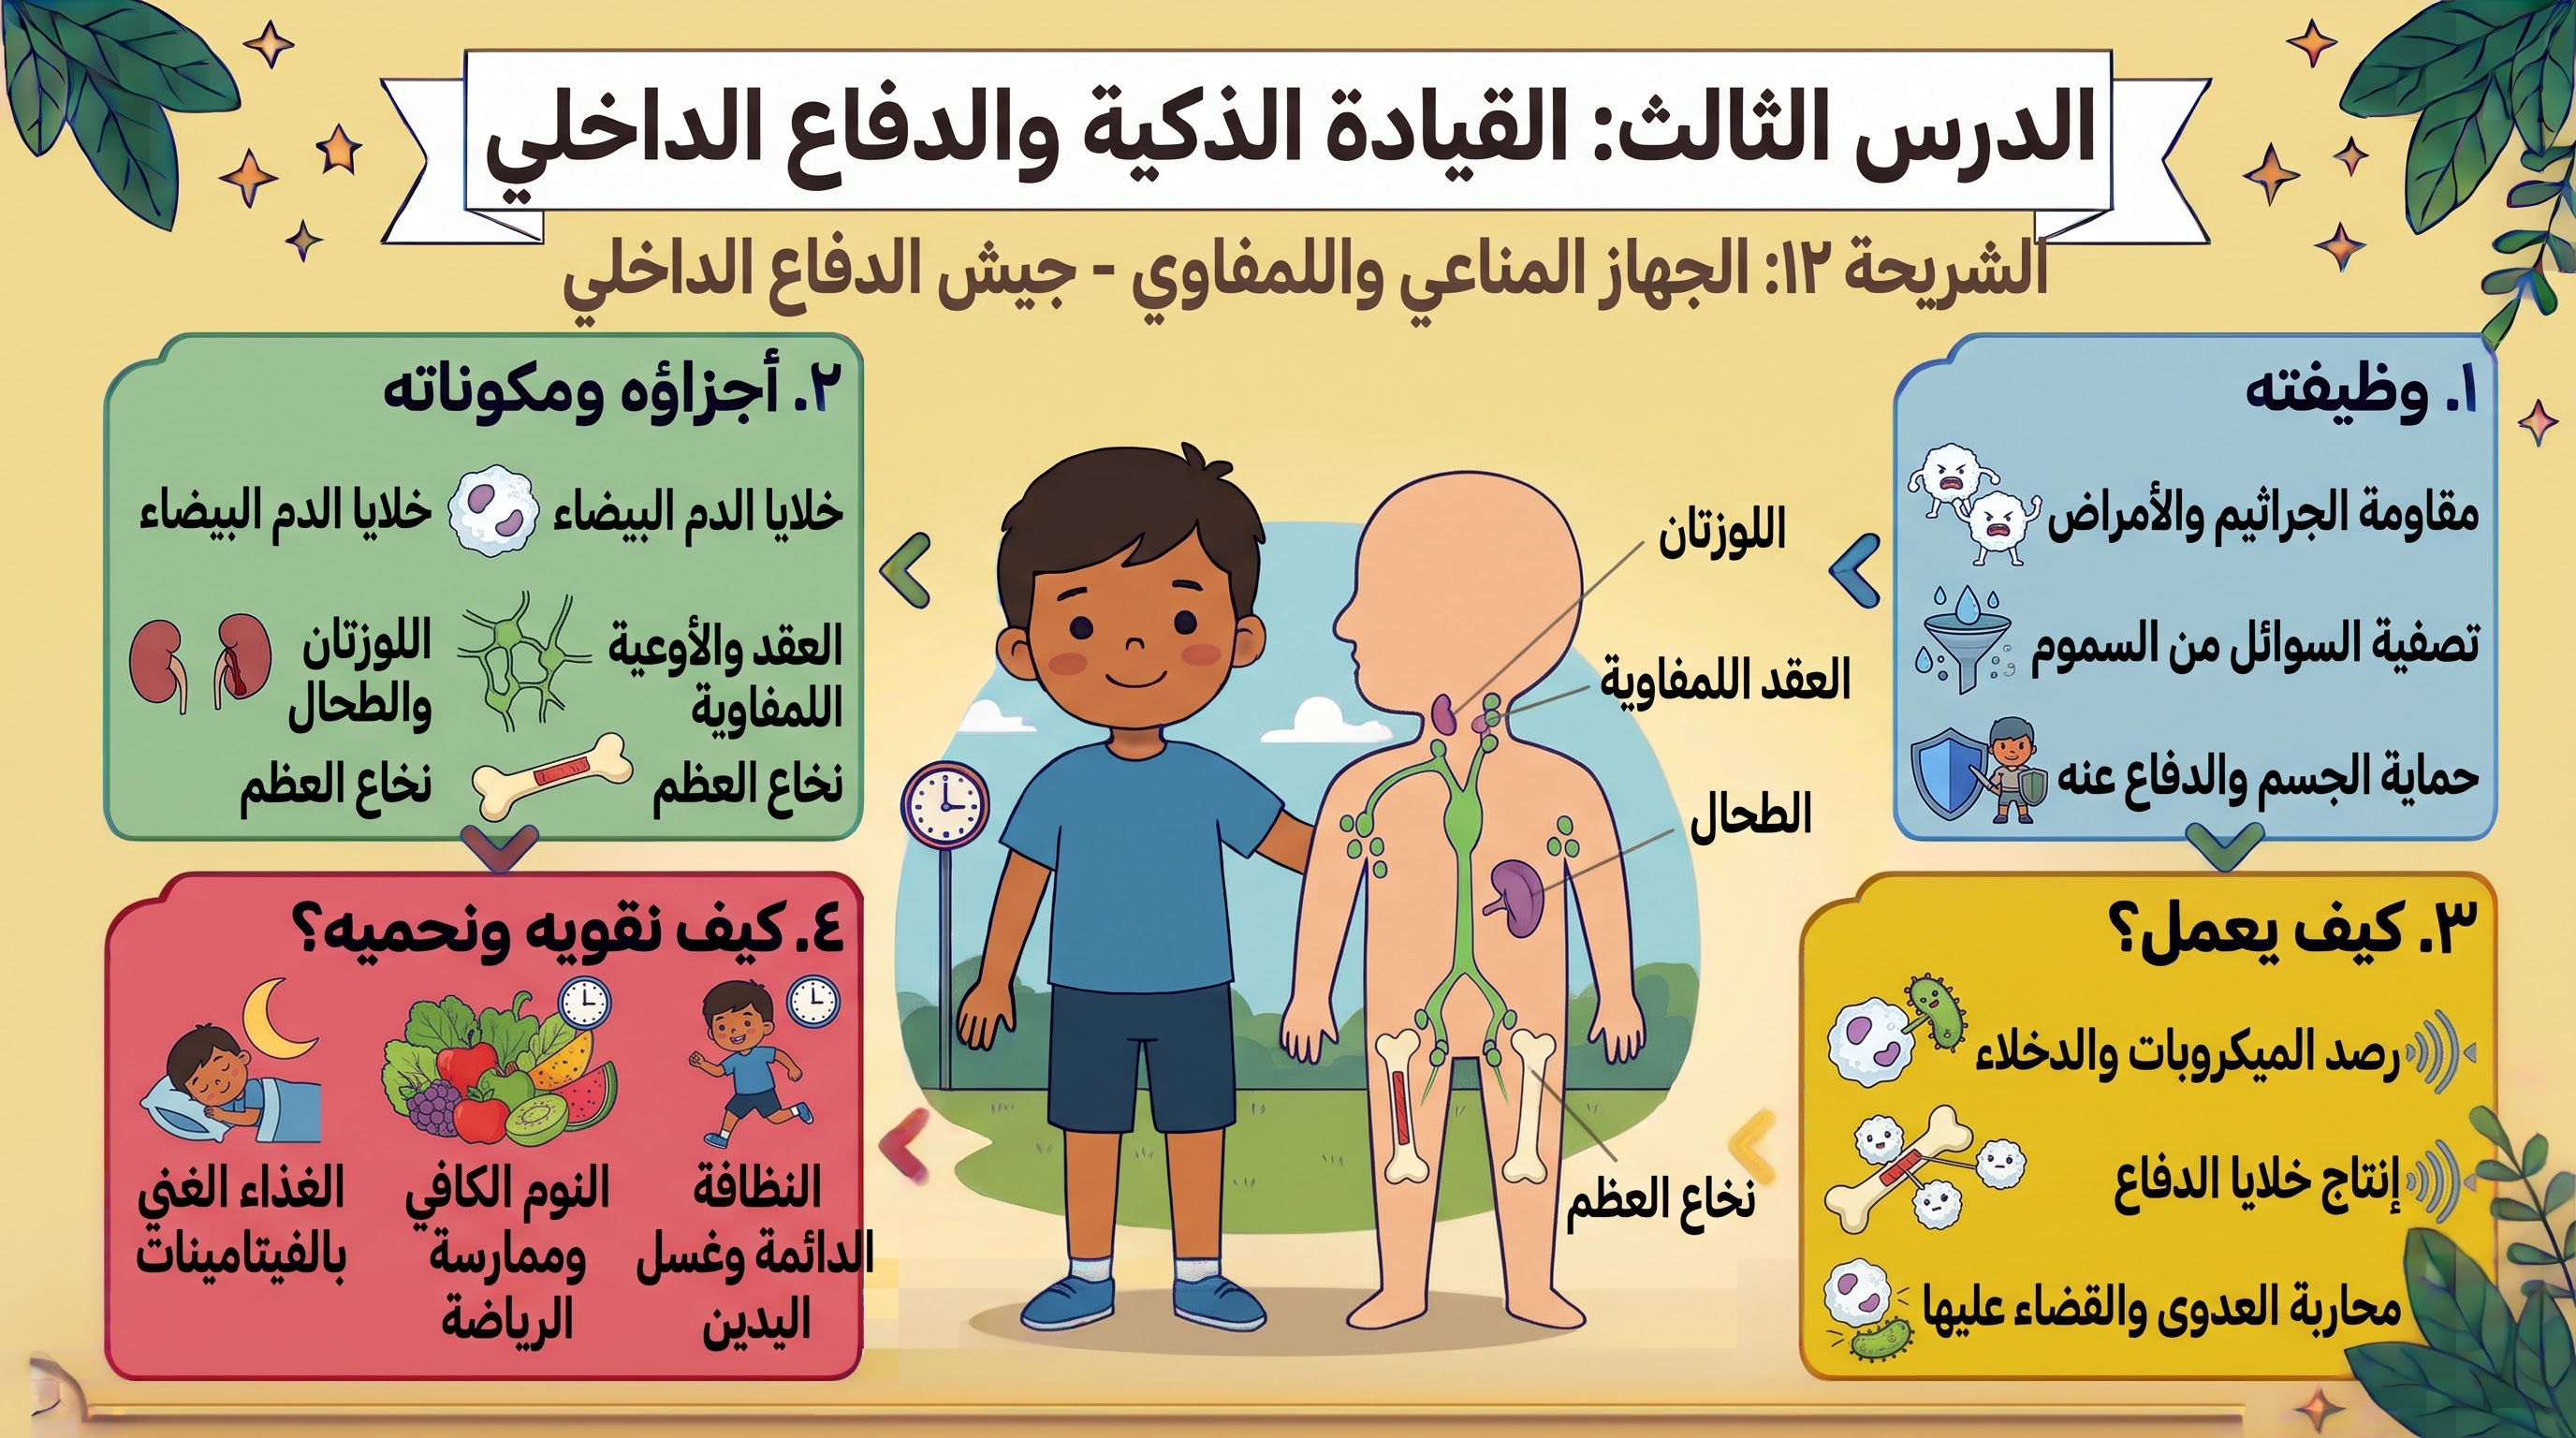 الدرس الثالث: القيادة الذكية والدفاع الداخلي
الشريحة ١٢: الجهاز المناعي واللمفاوي - جيش الدفاع الداخلي
١. وظيفته
مقاومة الجراثيم والأمراض
تصفية السوائل من السموم
حماية الجسم والدفاع عنه
اللوزتان
العقد اللمفاوية
الطحال
نخاع العظم
٢. أجزاؤه ومكوناته
خلايا الدم البيضاء
خلايا الدم البيضاء
العقد والأوعية
اللمفاوية
اللوزتان
والطحال
نخاع العظم
نخاع العظم
٣. كيف يعمل؟
رصد الميكروبات والدخلاء
إنتاج خلايا الدفاع
محاربة العدوى والقضاء عليها
٤. كيف نقويه ونحميه؟
النظافة
الدائمة وغسل
اليدين
النوم الكافي
وممارسة
الرياضة
الغذاء الغني
بالفيتامينات